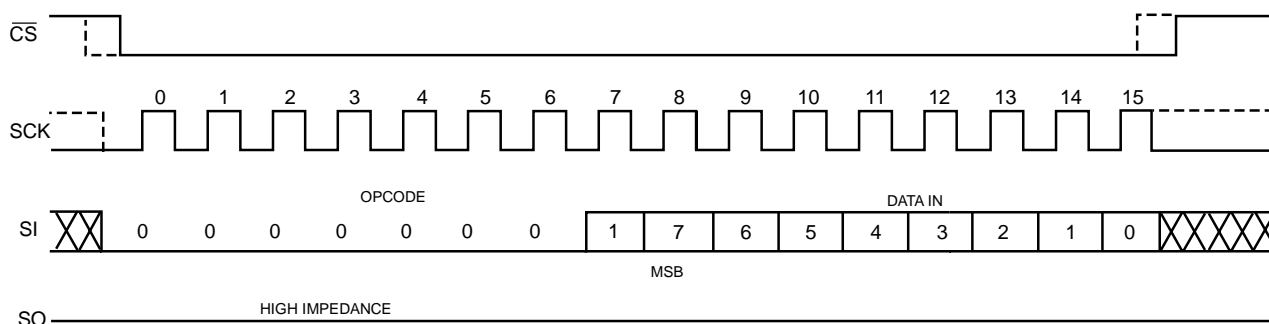 CS
0 1 2 3 4 5 6 7 8 9 10 11 12 13 14 15
SCK
OPCODE DATA IN
SI 0 0 0 0 0 0 0 1 7 6 5 4 3 2 1 0
MSB
HIGH IMPEDANCE
SO